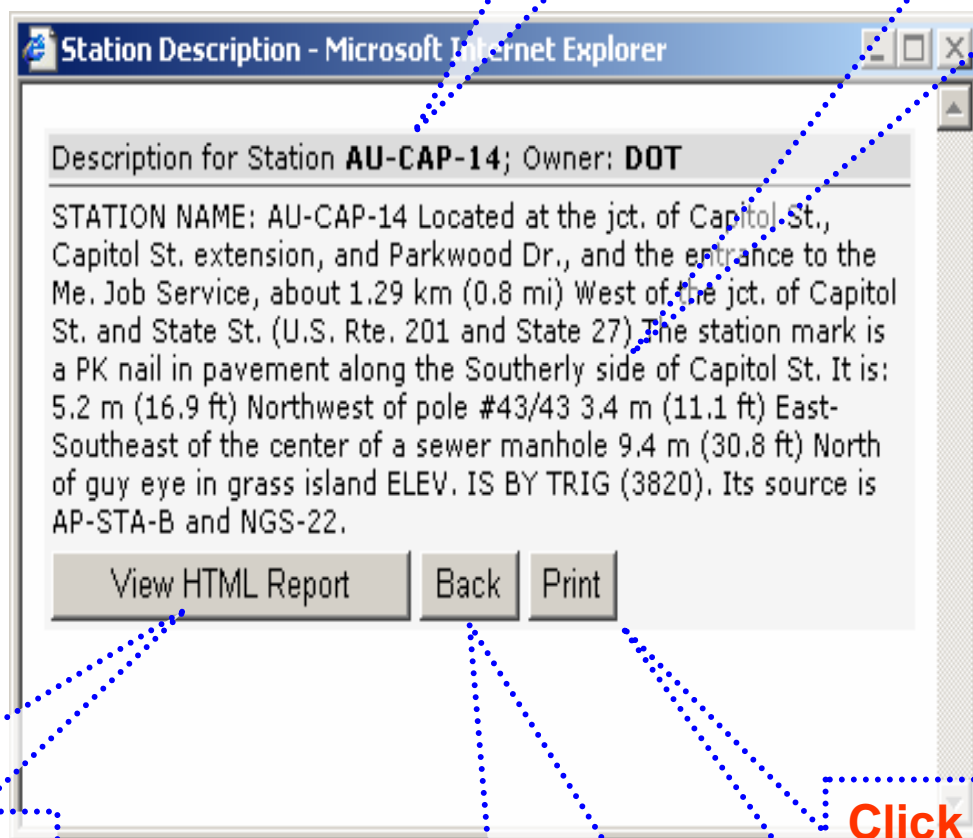 Station Description - Microsoft Internet Explorer
Description for Station AU-CAP-14; Owner: DOT
STATION NAME: AU-CAP-14 Located at the jct. of Capitol St.,
Capitol St. extension, and Parkwood Dr., and the entrance to the
Me. Job Service, about 1.29 km (0.8 mi) West of the jct. of Capitol
St. and State St. (U.S. Rte. 201 and State 27) The station mark is
a PK nail in pavement along the Southerly side of Capitol St. It is:
5.2 m (16.9 ft) Northwest of pole #43/43 3.4 m (11.1 ft) East-
Southeast of the center of a sewer manhole 9.4 m (30.8 ft) North
of guy eye in grass island ELEV. IS BY TRIG (3820). Its source is
AP-STA-B and NGS-22.
View HTML Report Back Print
Click